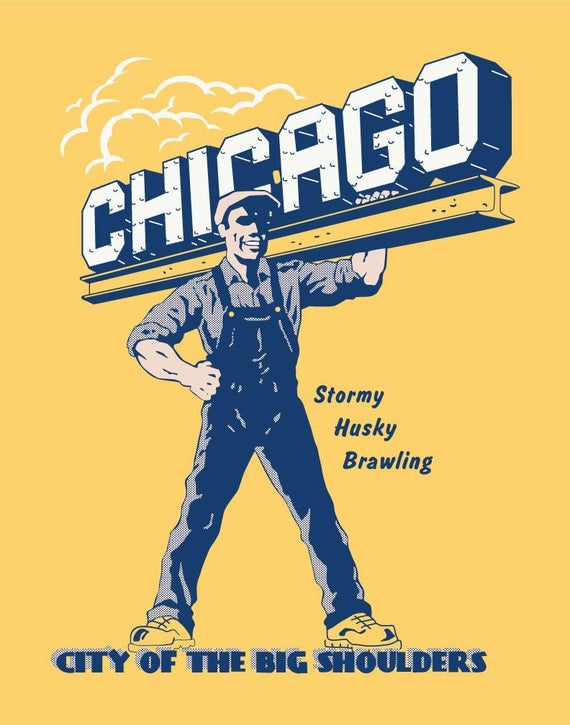 CHICAGO
Stormy
Husky
Brawling
CITY OF THE BIG SHOULDERS